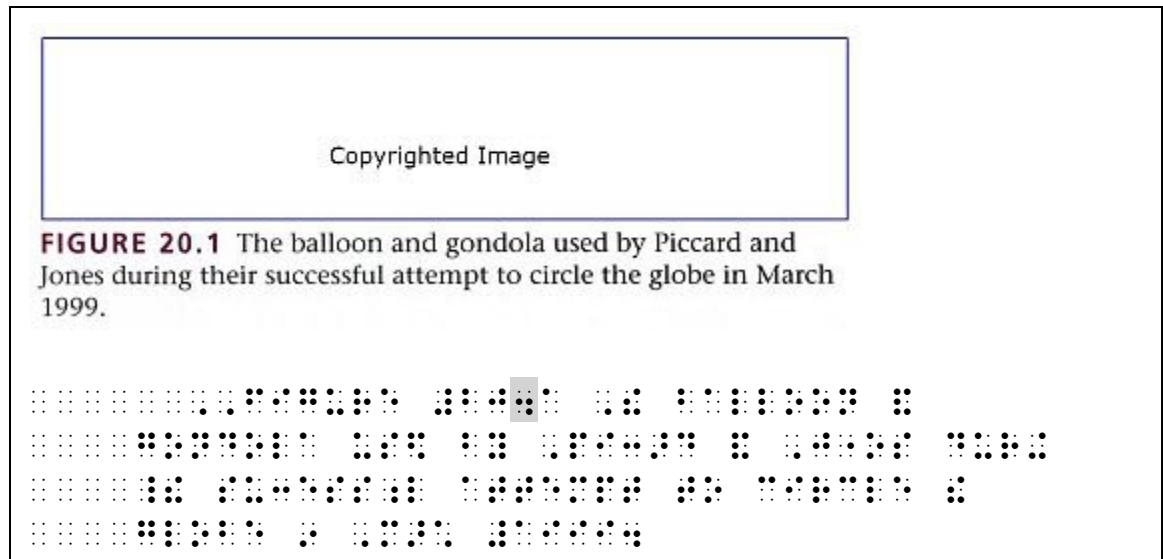 Copyrighted Image
FIGURE 20.1 The balloon and gondola used by Piccard and
Jones during their successful attempt to circle the globe in March
1999.
⠠⠠⠋⠊⠛⠥⠗⠑ ⠼⠃⠚⠲⠁ ⠠⠮ ⠃⠁⠇⠇⠕⠕⠝ ⠯
⠛⠕⠝⠙⠕⠇⠁ ⠥⠎⠫ ⠃⠽ ⠠⠏⠊⠒⠜⠙ ⠯ ⠠⠚⠐⠕⠎ ⠙⠥⠗⠬
⠸⠮ ⠎⠥⠒⠑⠎⠎⠰⠇ ⠁⠞⠞⠑⠍⠏⠞ ⠞⠕ ⠉⠊⠗⠉⠇⠑ ⠮
⠛⠇⠕⠃⠑ ⠔ ⠠⠍⠜⠡ ⠼⠁⠊⠊⠊⠲